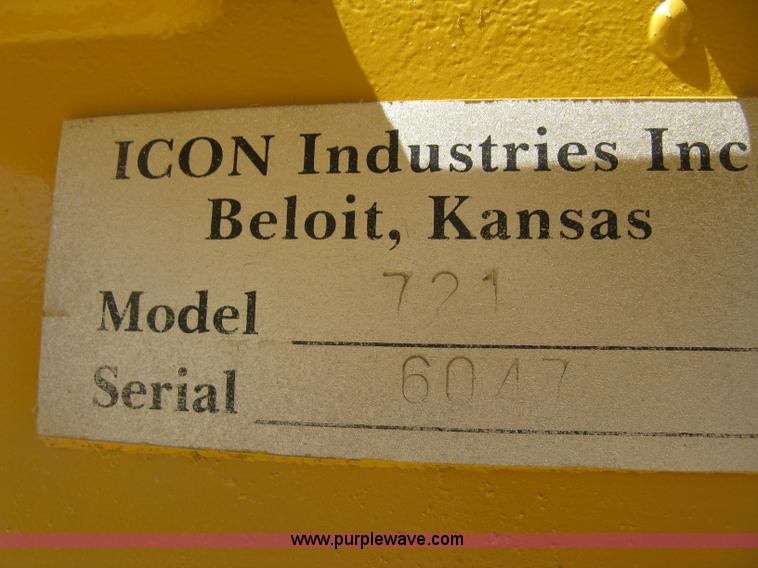 ICON Industries Inc.
Beloit, Kansas
Model 721
Serial 6047
www.purplewave.com